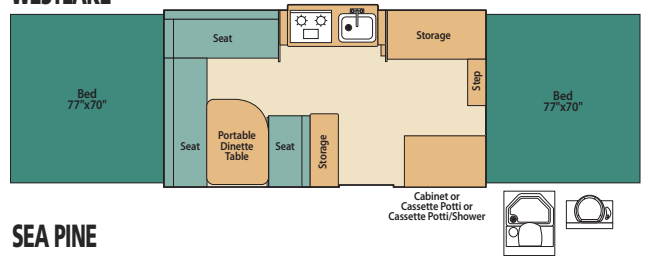 WESTLAKE
Seat
Storage
Bed
77"x70"
Step
Bed
77"x70"
Seat
Portable
Dinette
Table
Seat
Storage
Cabinet or
Cassette Potti or
Cassette Potti/Shower
SEA PINE